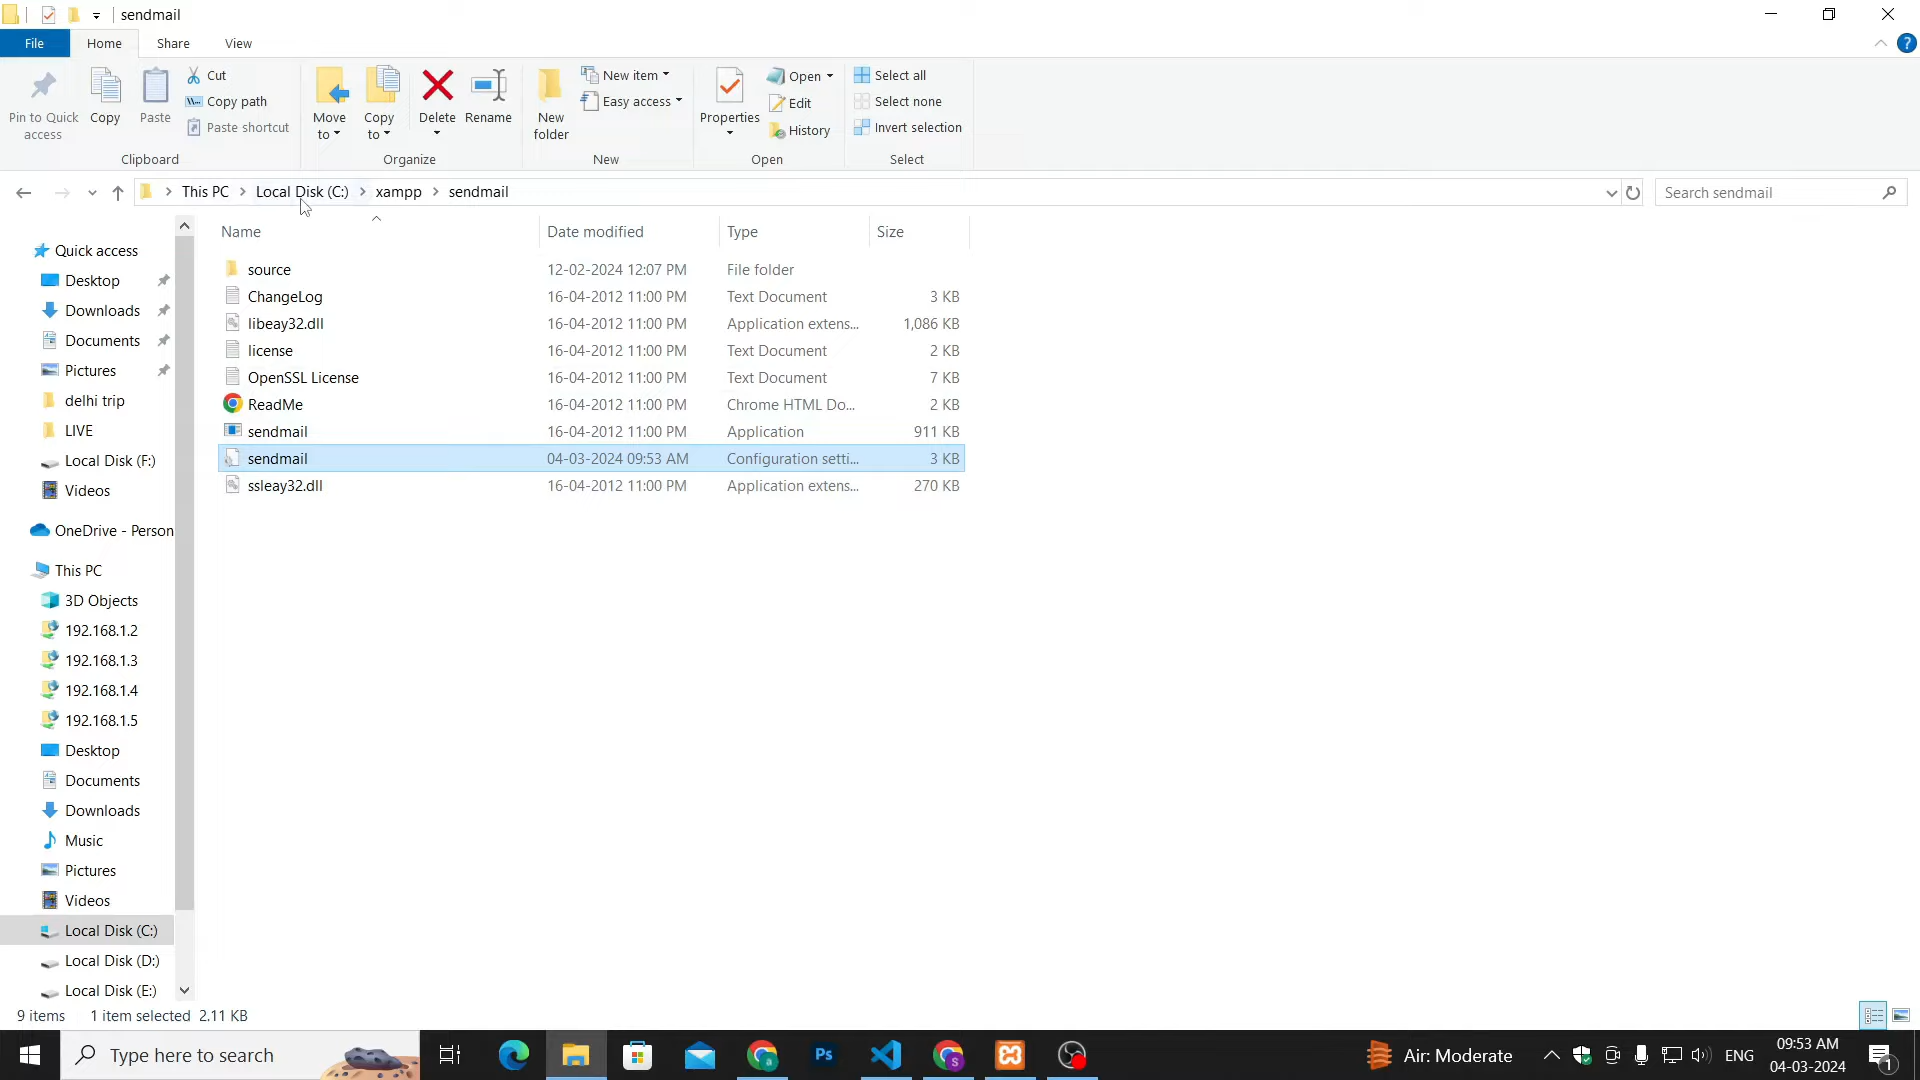 sendmail
File Home Share View
Pin to Quick access
Copy
Paste
Cut
Copy path
Paste shortcut
Clipboard
Move to
Copy to
Delete
Rename
Organize
New folder
New item
Easy access
New
Properties
Open
Edit
History
Open
Select all
Select none
Invert selection
Select
This PC > Local Disk (C:) > xampp > sendmail
Search sendmail
Name Date modified Type Size
source 12-02-2024 12:07 PM File folder
ChangeLog 16-04-2012 11:00 PM Text Document 3 KB
libeay32.dll 16-04-2012 11:00 PM Application extens... 1,086 KB
license 16-04-2012 11:00 PM Text Document 2 KB
OpenSSL License 16-04-2012 11:00 PM Text Document 7 KB
ReadMe 16-04-2012 11:00 PM Chrome HTML Do... 2 KB
sendmail 16-04-2012 11:00 PM Application 911 KB
sendmail 04-03-2024 09:53 AM Configuration setti... 3 KB
ssleay32.dll 16-04-2012 11:00 PM Application extens... 270 KB
Quick access
Desktop
Downloads
Documents
Pictures
delhi trip
LIVE
Local Disk (F:)
Videos
OneDrive - Person
This PC
3D Objects
192.168.1.2
192.168.1.3
192.168.1.4
192.168.1.5
Desktop
Documents
Downloads
Music
Pictures
Videos
Local Disk (C:)
Local Disk (D:)
Local Disk (E:)
9 items 1 item selected 2.11 KB
Type here to search
Ps
Air: Moderate
ENG
09:53 AM
04-03-2024
1